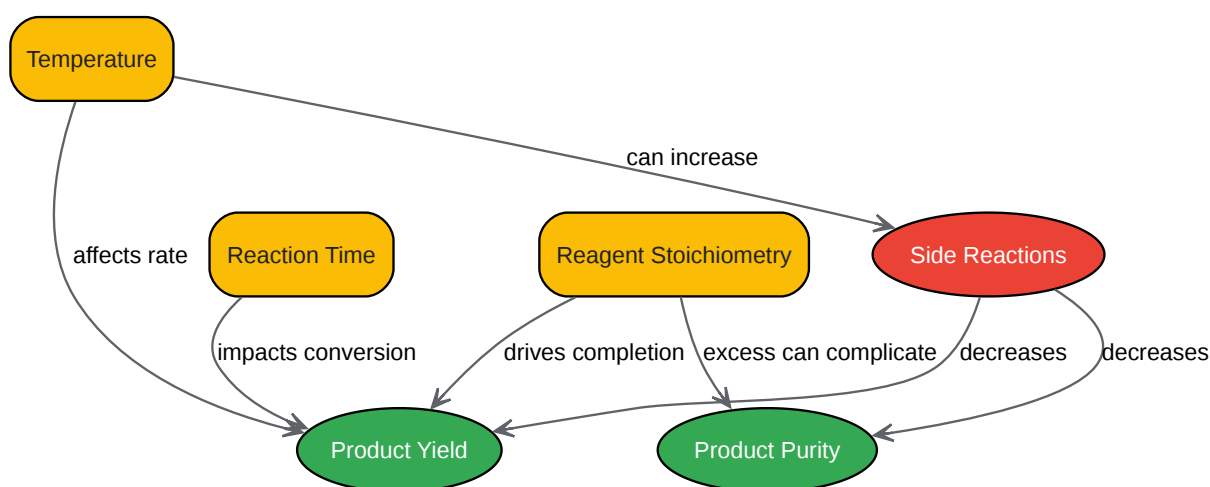 Temperature
can increase
affects rate
Reaction Time
Reagent Stoichiometry
Side Reactions
impacts conversion
drives completion
excess can complicate
decreases
decreases
Product Yield
Product Purity